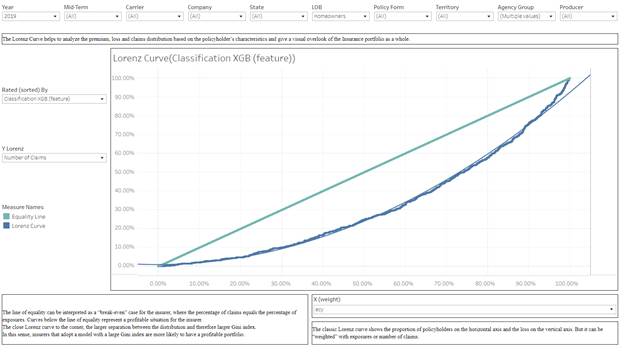 Year Mid-Term Carrier Company State LOB Policy Form Territory Agency Group Producer
2019 (All) (All) (All) (All) homeowners (All) (All) (Multiple values) (All)
The Lorenz Curve helps to analyze the premium, loss and claims distribution based on the policyholder's characteristics and give a visual overlook of the Insurance portfolio as a whole.
Lorenz Curve(Classification XGB (feature))
Rated (sorted) By
Classification XGB (feature)
Y Lorenz
Number of Claims
Measure Names
Equality Line
Lorenz Curve
100.00%
90.00%
80.00%
70.00%
60.00%
50.00%
40.00%
30.00%
20.00%
10.00%
0.00%
0.00% 10.00% 20.00% 30.00% 40.00% 50.00% 60.00% 70.00% 80.00% 90.00% 100.00%
The line of equality can be interpreted as a "break-even" case for the insurer, where the percentage of claims equals the percentage of
exposures. Curves below the line of equality represent a profitable situation for the insurer.
The close Lorenz curve to the corner, the larger separation between the distribution and therefore larger Gini index.
In this sense, insurers that adopt a model with a large Gini index are more likely to have a profitable portfolio.
X (weight)
ecy
The classic Lorenz curve shows the proportion of policyholders on the horizontal axis and the loss on the vertical axis. But it can be
"weighted" with exposures or number of claims.